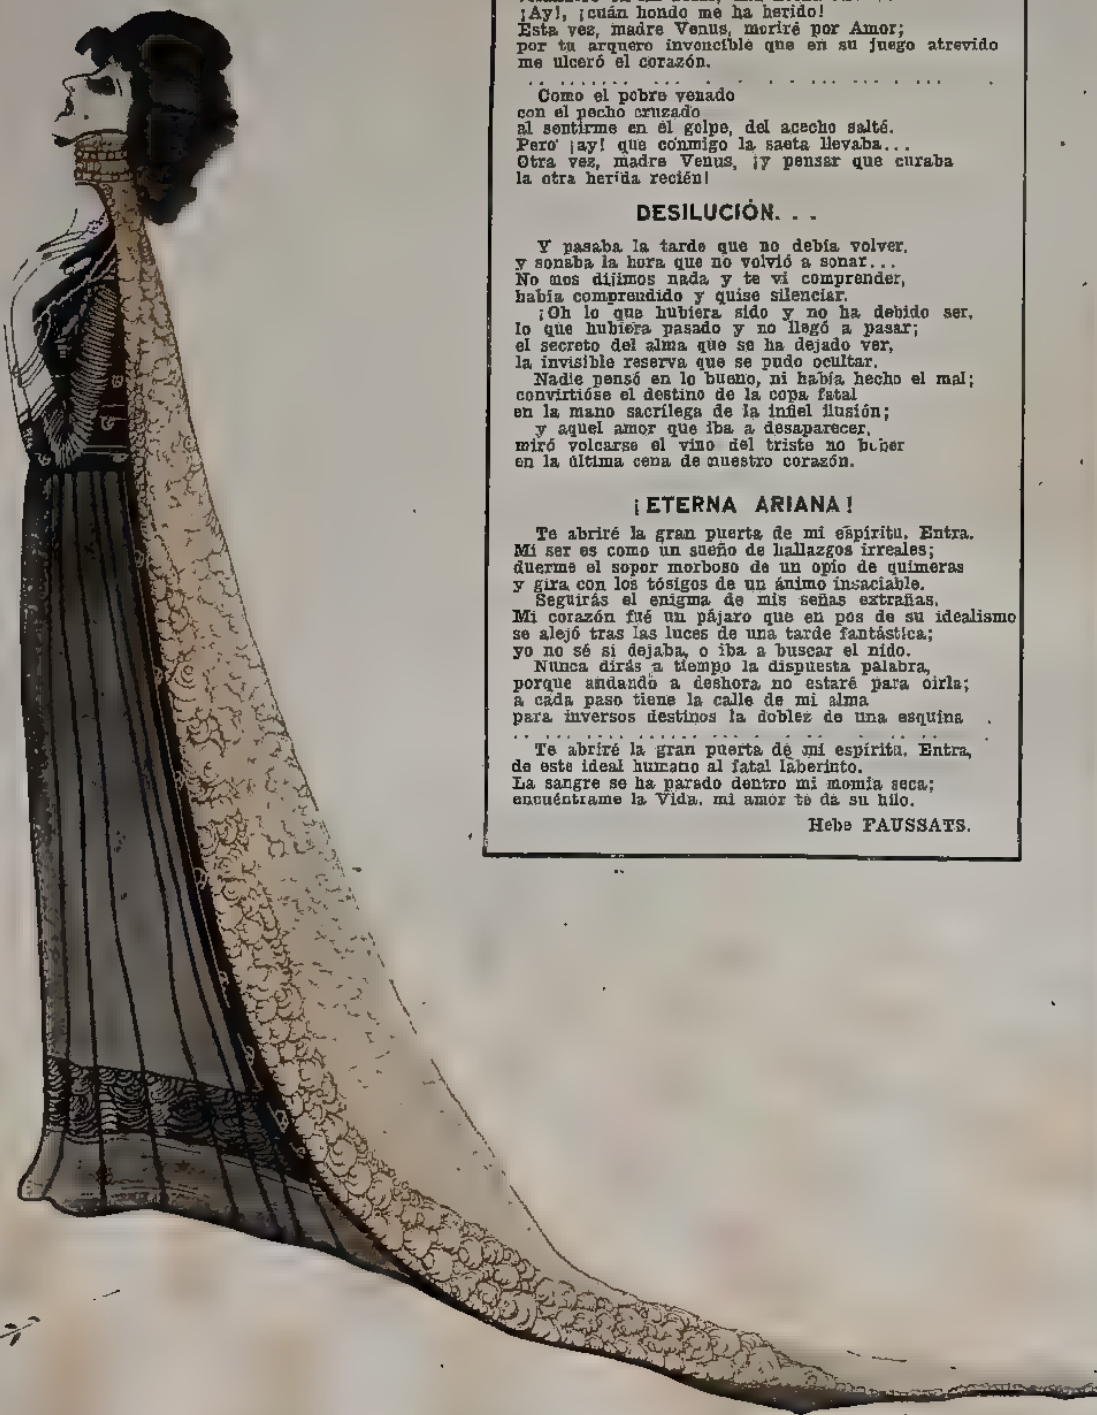 ¡Ay!, ¡cuán hondo me ha herido!
Esta vez, madre Venus, moriré por Amor;
por tu arquero invencible que en su juego atrevido
me ulceró el corazón.
Como el pobre venado
con el pecho cruzado
al sentirme en el golpe, del acecho salté.
Pero ¡ay! que conmigo la saeta llevaba...
Otra vez, madre Venus, ¡y pensar que curaba
la otra herida recién!
DESILUCIÓN...
Y pasaba la tarde que no debía volver,
y sonaba la hora que no volvió a sonar...
No mos dijimos nada y te vi comprender,
había comprendido y quise silenciar.
¡Oh lo que hubiera sido y no ha debido ser,
lo que hubiera pasado y no llegó a pasar;
el secreto del alma que se ha dejado ver,
la invisible reserva que se pudo ocultar.
Nadie pensó en lo bueno, ni había hecho el mal;
convirtióse el destino de la copa fatal
en la mano sacrílega de la infiel ilusión;
y aquel amor que iba a desaparecer,
miró volcarse el vino del triste no beber
en la última cena de nuestro corazón.
¡ETERNA ARIANA!
Te abriré la gran puerta de mi espíritu. Entra.
Mi ser es como un sueño de hallazgos irreales;
duerme el sopor morboso de un opio de quimeras
y gira con los tósigos de un ánimo insaciable.
Seguirás el enigma de mis señas extrañas.
Mi corazón fué un pájaro que en pos de su idealismo
se alejó tras las luces de una tarde fantástica;
yo no sé si dejaba, o iba a buscar el nido.
Nunca dirás a tiempo la dispuesta palabra,
porque andando a deshora no estaré para oirla;
a cada paso tiene la calle de mi alma
para inversos destinos la doblez de una esquina
Te abriré la gran puerta de mi espíritu. Entra,
de este ideal humano al fatal laberinto.
La sangre se ha parado dentro mi momia seca;
encuéntrame la Vida, mi amor te da su hilo.
Hebe FAUSSATS.